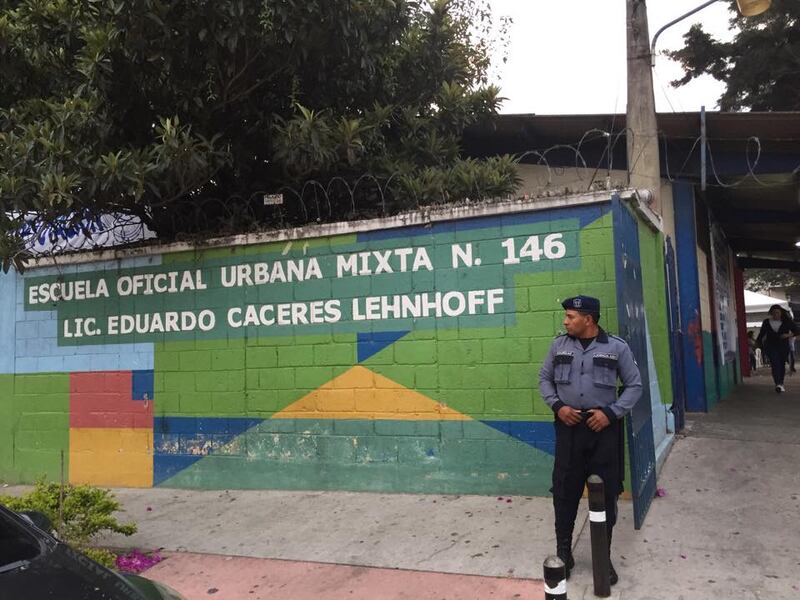 ESCUELA OFICIAL URBANA MIXTA N. 146
LIC. EDUARDO CACERES LEHNHOFF